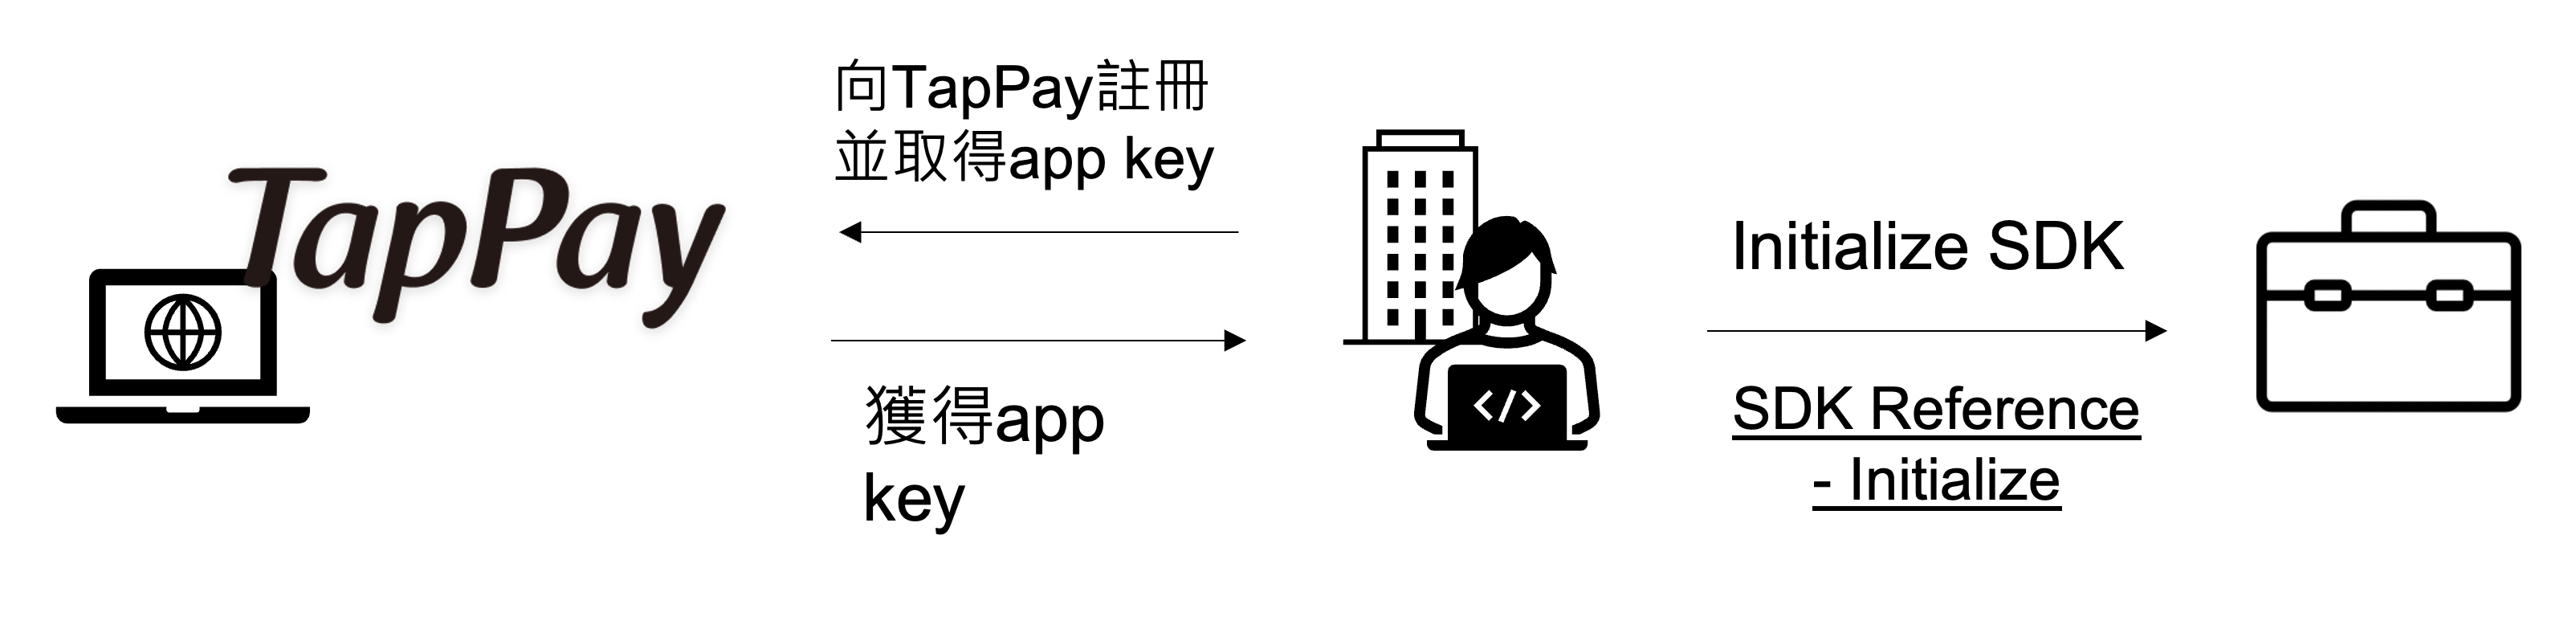 TapPay
向TapPay註冊
並取得app key
獲得app
key
</>
Initialize SDK
SDK Reference
- Initialize